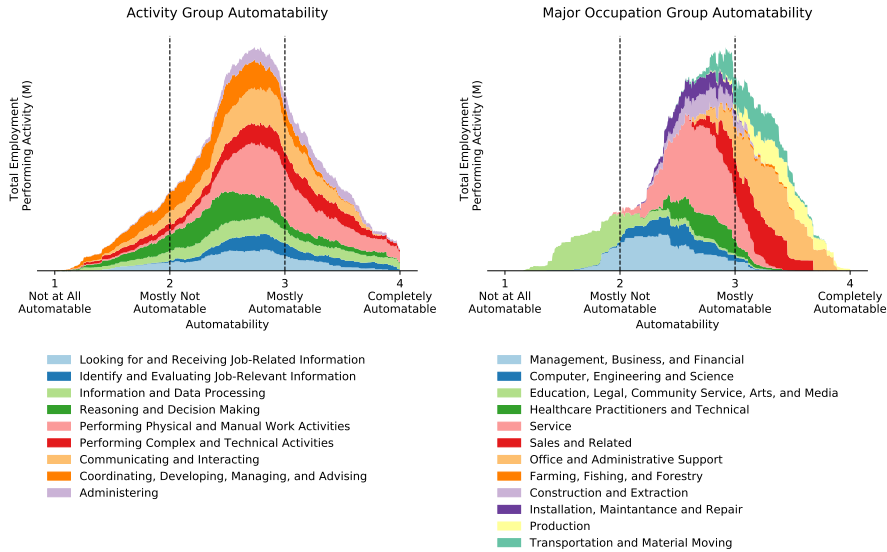 Activity Group Automatability
Total Employment
Performing Activity (M)
1
2
3
4
Not at All
Automatable
Mostly Not
Automatable
Mostly
Automatable
Completely
Automatable
Automatability
Looking for and Receiving Job-Related Information
Identify and Evaluating Job-Relevant Information
Information and Data Processing
Reasoning and Decision Making
Performing Physical and Manual Work Activities
Performing Complex and Technical Activities
Communicating and Interacting
Coordinating, Developing, Managing, and Advising
Administering
Major Occupation Group Automatability
Total Employment
Performing Activity (M)
1
2
3
4
Not at All
Automatable
Mostly Not
Automatable
Mostly
Automatable
Completely
Automatable
Automatability
Management, Business, and Financial
Computer, Engineering and Science
Education, Legal, Community Service, Arts, and Media
Healthcare Practitioners and Technical
Service
Sales and Related
Office and Administrative Support
Farming, Fishing, and Forestry
Construction and Extraction
Installation, Maintantance and Repair
Production
Transportation and Material Moving